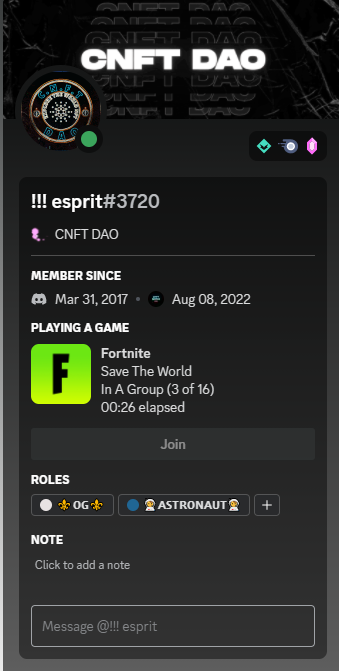 CNFT DAO
C.N.F.T
DAO
!!! esprit#3720
CNFT DAO
MEMBER SINCE
Mar 31, 2017 • Aug 08, 2022
PLAYING A GAME
F
Fortnite
Save The World
In A Group (3 of 16)
00:26 elapsed
Join
ROLES
⚜️ OG ⚜️ 👨‍🚀ASTRONAUT👨‍🚀 +
NOTE
Click to add a note
Message @!!! esprit